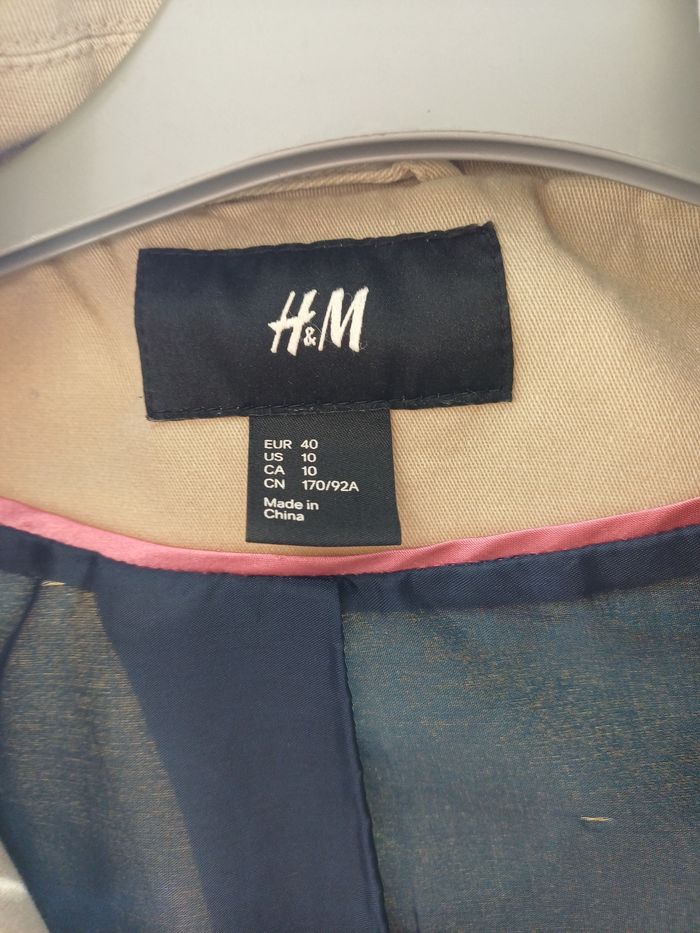 H&M
EUR 40
US 10
CA 10
CN 170/92A
Made in
China